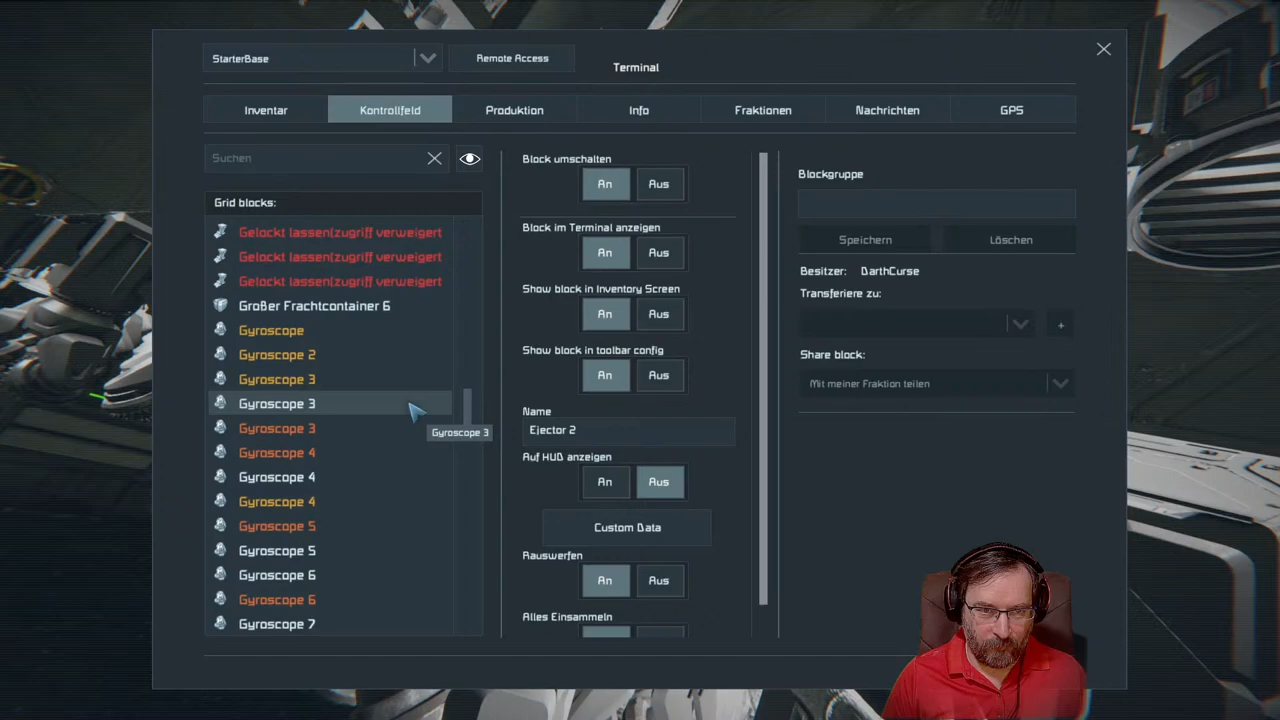 StarterBase
Remote Access
Terminal
Inventar
Kontrollfeld
Produktion
Info
Fraktionen
Nachrichten
GPS
Suchen
Grid blocks:
Gelockt lassen(zugriff verweigert
Gelockt lassen(zugriff verweigert
Gelockt lassen(zugriff verweigert
Großer Frachtcontainer 6
Gyroscope
Gyroscope 2
Gyroscope 3
Gyroscope 3
Gyroscope 3
Gyroscope 3
Gyroscope 4
Gyroscope 4
Gyroscope 4
Gyroscope 5
Gyroscope 5
Gyroscope 6
Gyroscope 6
Gyroscope 7
Block umschalten
An Aus
Block im Terminal anzeigen
An Aus
Show block in Inventory Screen
An Aus
Show block in toolbar config
An Aus
Name
Ejector 2
Auf HUD anzeigen
An Aus
Custom Data
Rauswerfen
An Aus
Alles Einsammeln
Blockgruppe
Speichern
Löschen
Besitzer: DarthCurse
Transferiere zu:
+
Share block:
Mit meiner Fraktion teilen